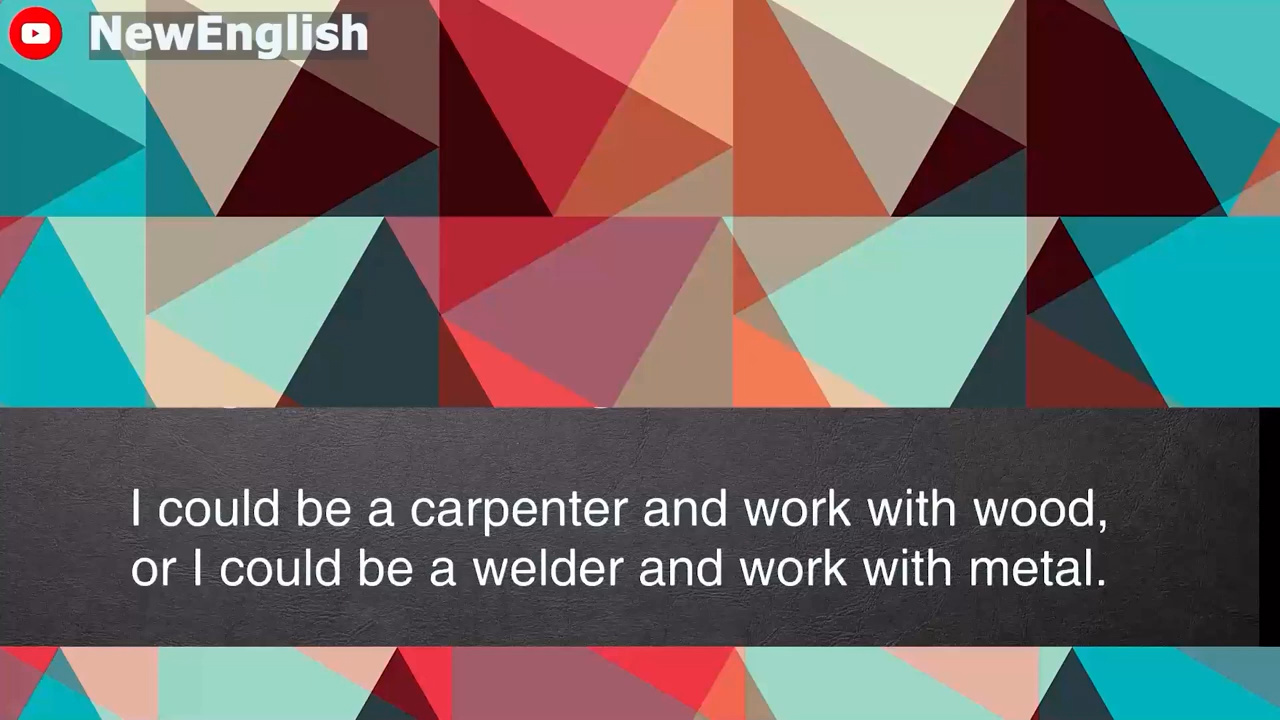 NewEnglish
I could be a carpenter and work with wood,
or I could be a welder and work with metal.